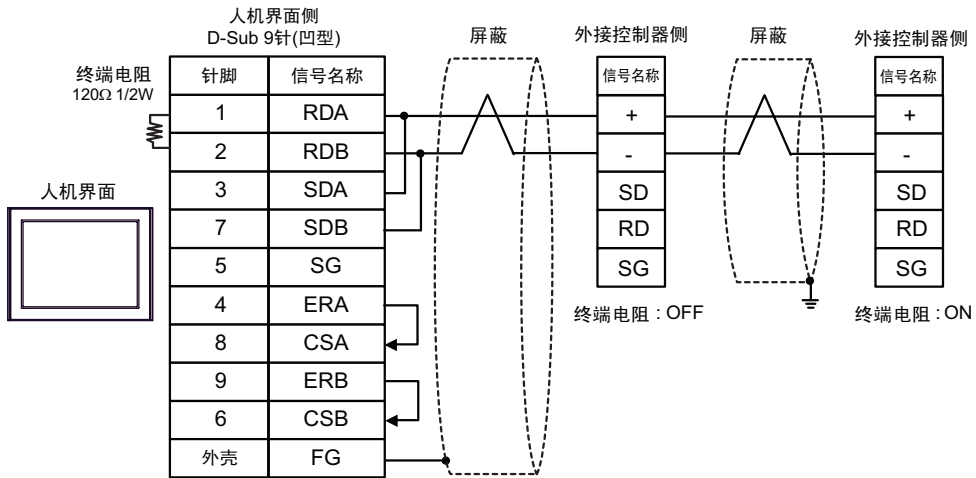 人机界面侧
D-Sub 9针(凹型)
屏蔽
外接控制器侧
屏蔽
外接控制器侧
终端电阻
120Ω 1/2W
人机界面
针脚 信号名称
1 RDA
2 RDB
3 SDA
7 SDB
5 SG
4 ERA
8 CSA
9 ERB
6 CSB
外壳 FG
信号名称
+
-
SD
RD
SG
终端电阻 : OFF
信号名称
+
-
SD
RD
SG
终端电阻 : ON